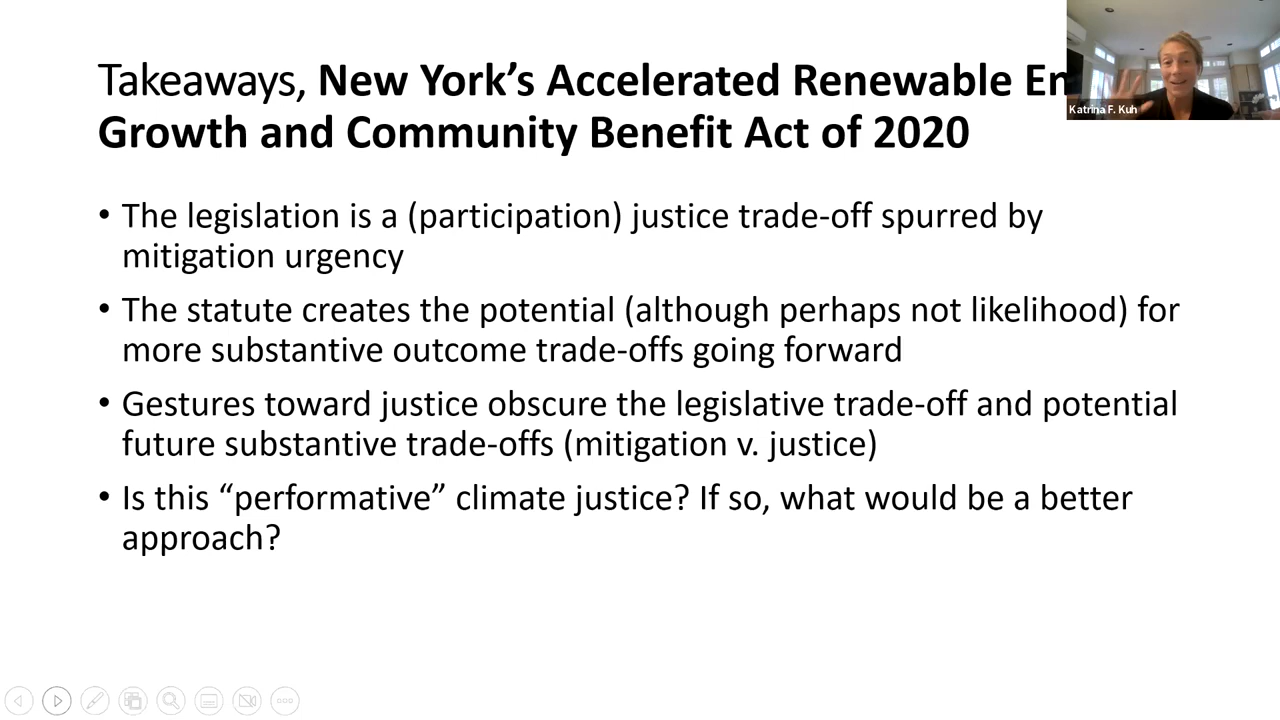 Takeaways, New York’s Accelerated Renewable En
Growth and Community Benefit Act of 2020
Katrina F. Kuh
• The legislation is a (participation) justice trade-off spurred by
mitigation urgency
• The statute creates the potential (although perhaps not likelihood) for
more substantive outcome trade-offs going forward
• Gestures toward justice obscure the legislative trade-off and potential
future substantive trade-offs (mitigation v. justice)
• Is this “performative” climate justice? If so, what would be a better
approach?